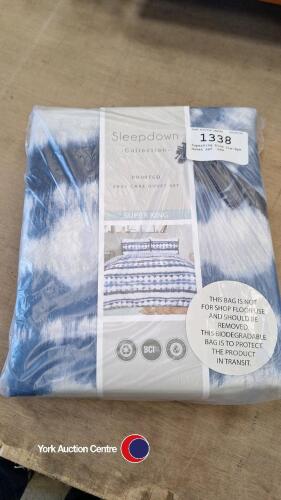 Sleepdown
Collection
1338
PRINTED
EASY CARE DUVET SET
SUPER KING
BCI
THIS BAG IS NOT
FOR SHOP FLOOR USE,
AND SHOULD BE
REMOVED.
THIS BIODEGRADABLE
BAG IS TO PROTECT
THE PRODUCT
IN TRANSIT.
York Auction Centre